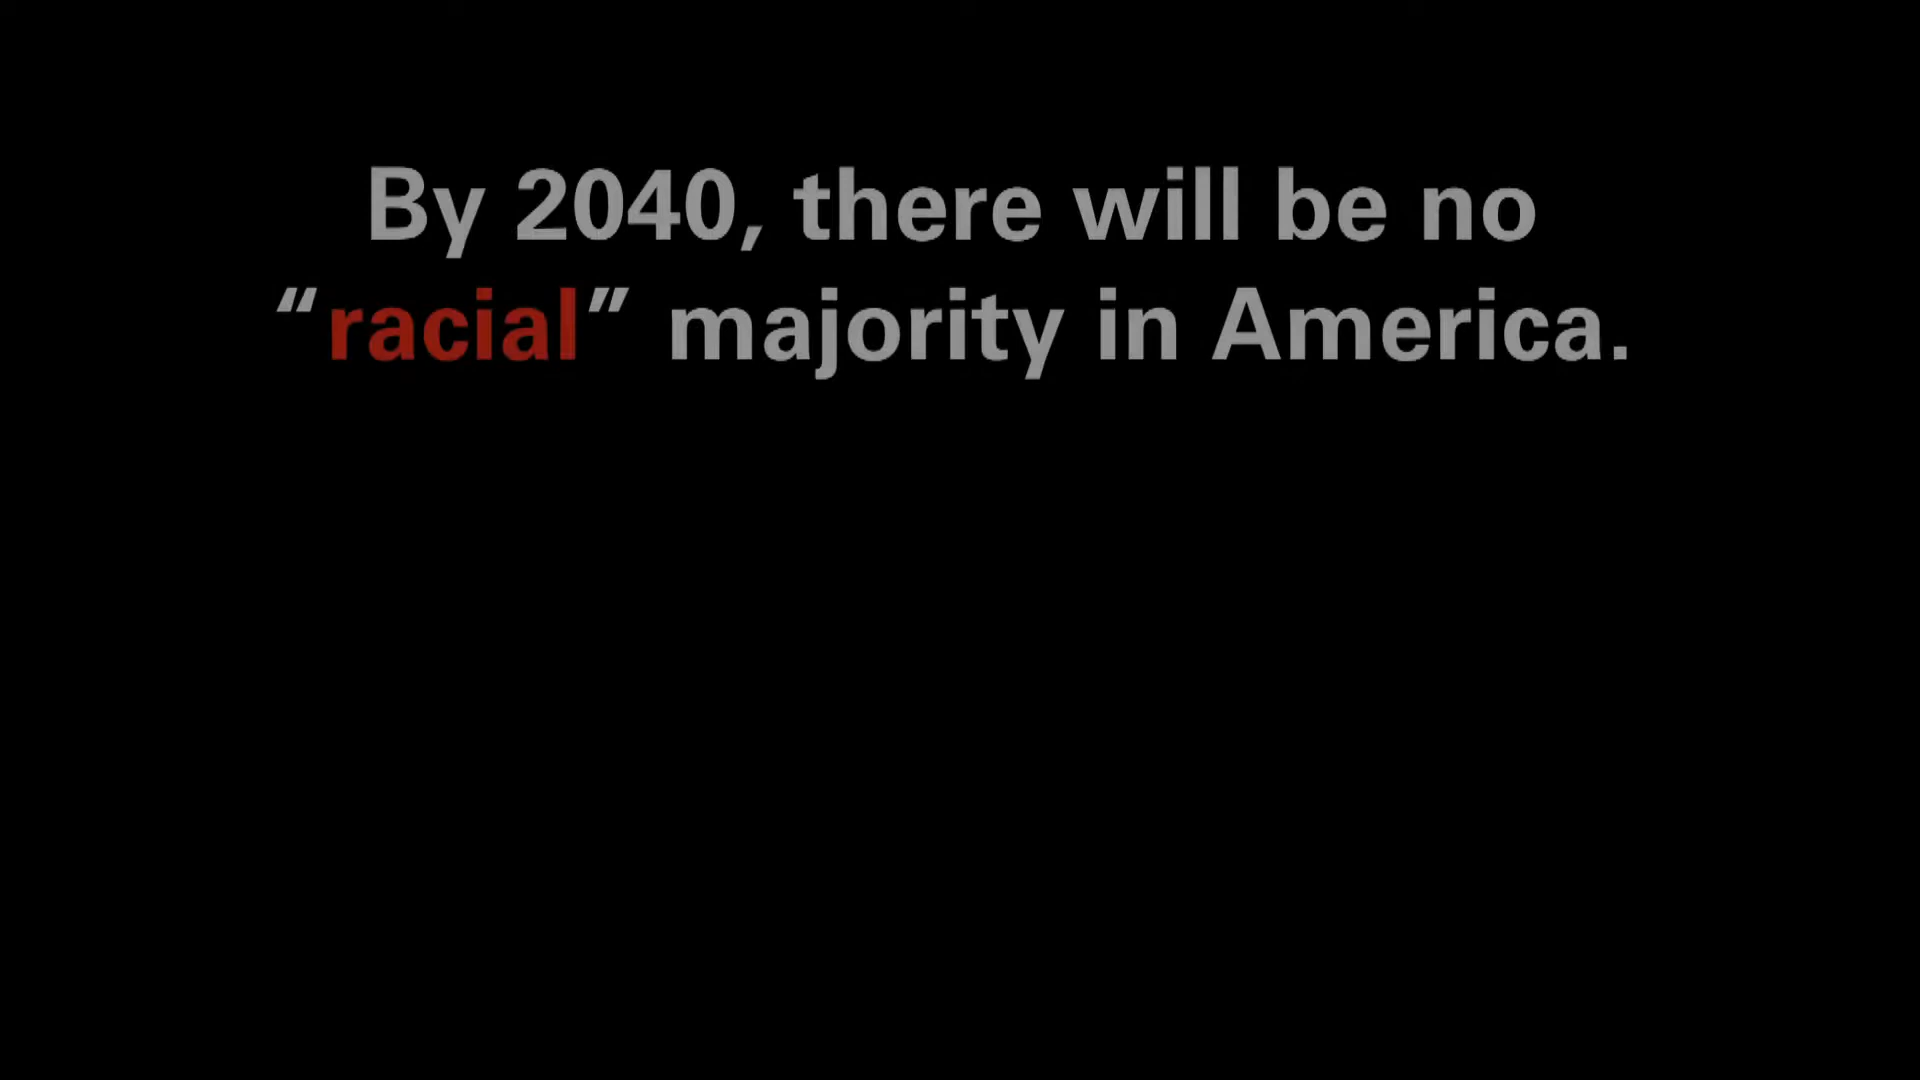 By 2040, there will be no
“racial” majority in America.